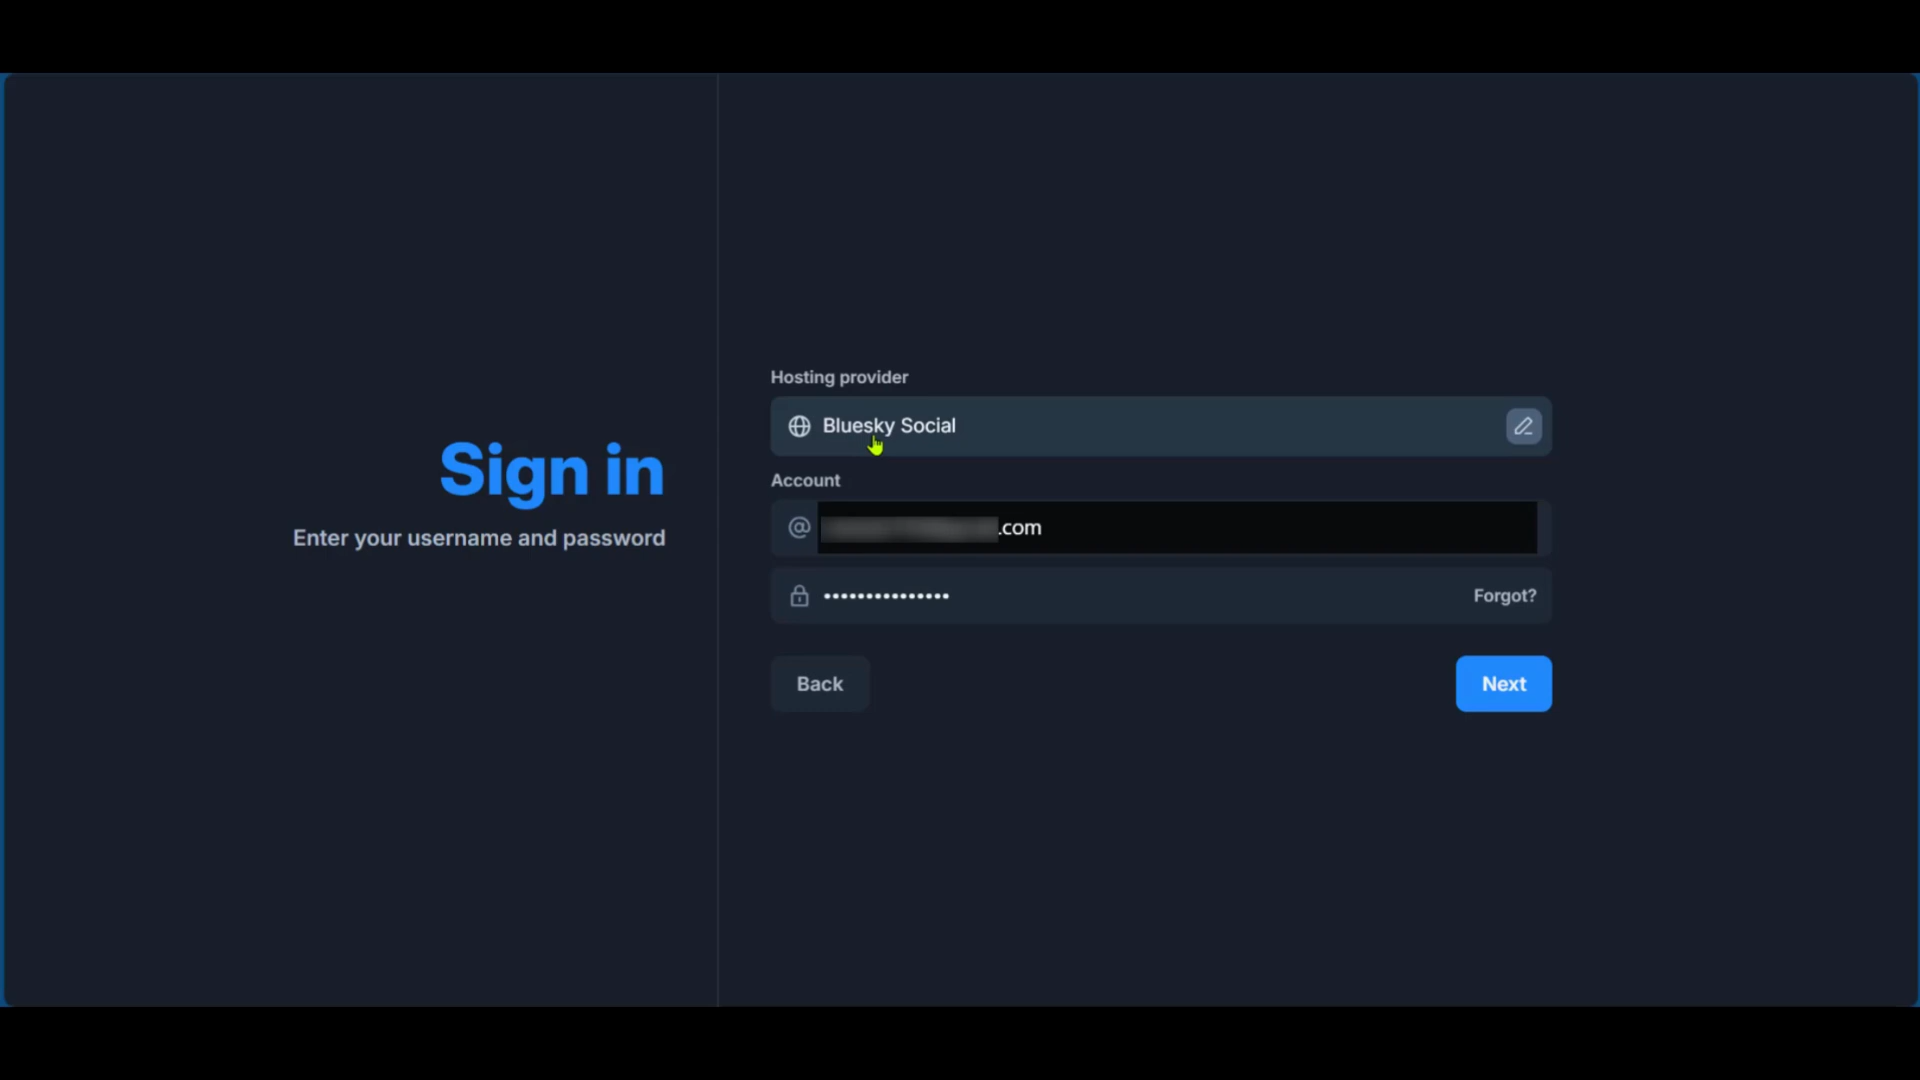 Sign in
Enter your username and password
Hosting provider
Bluesky Social
Account
@ .com
••••••••••••••• Forgot?
Back
Next